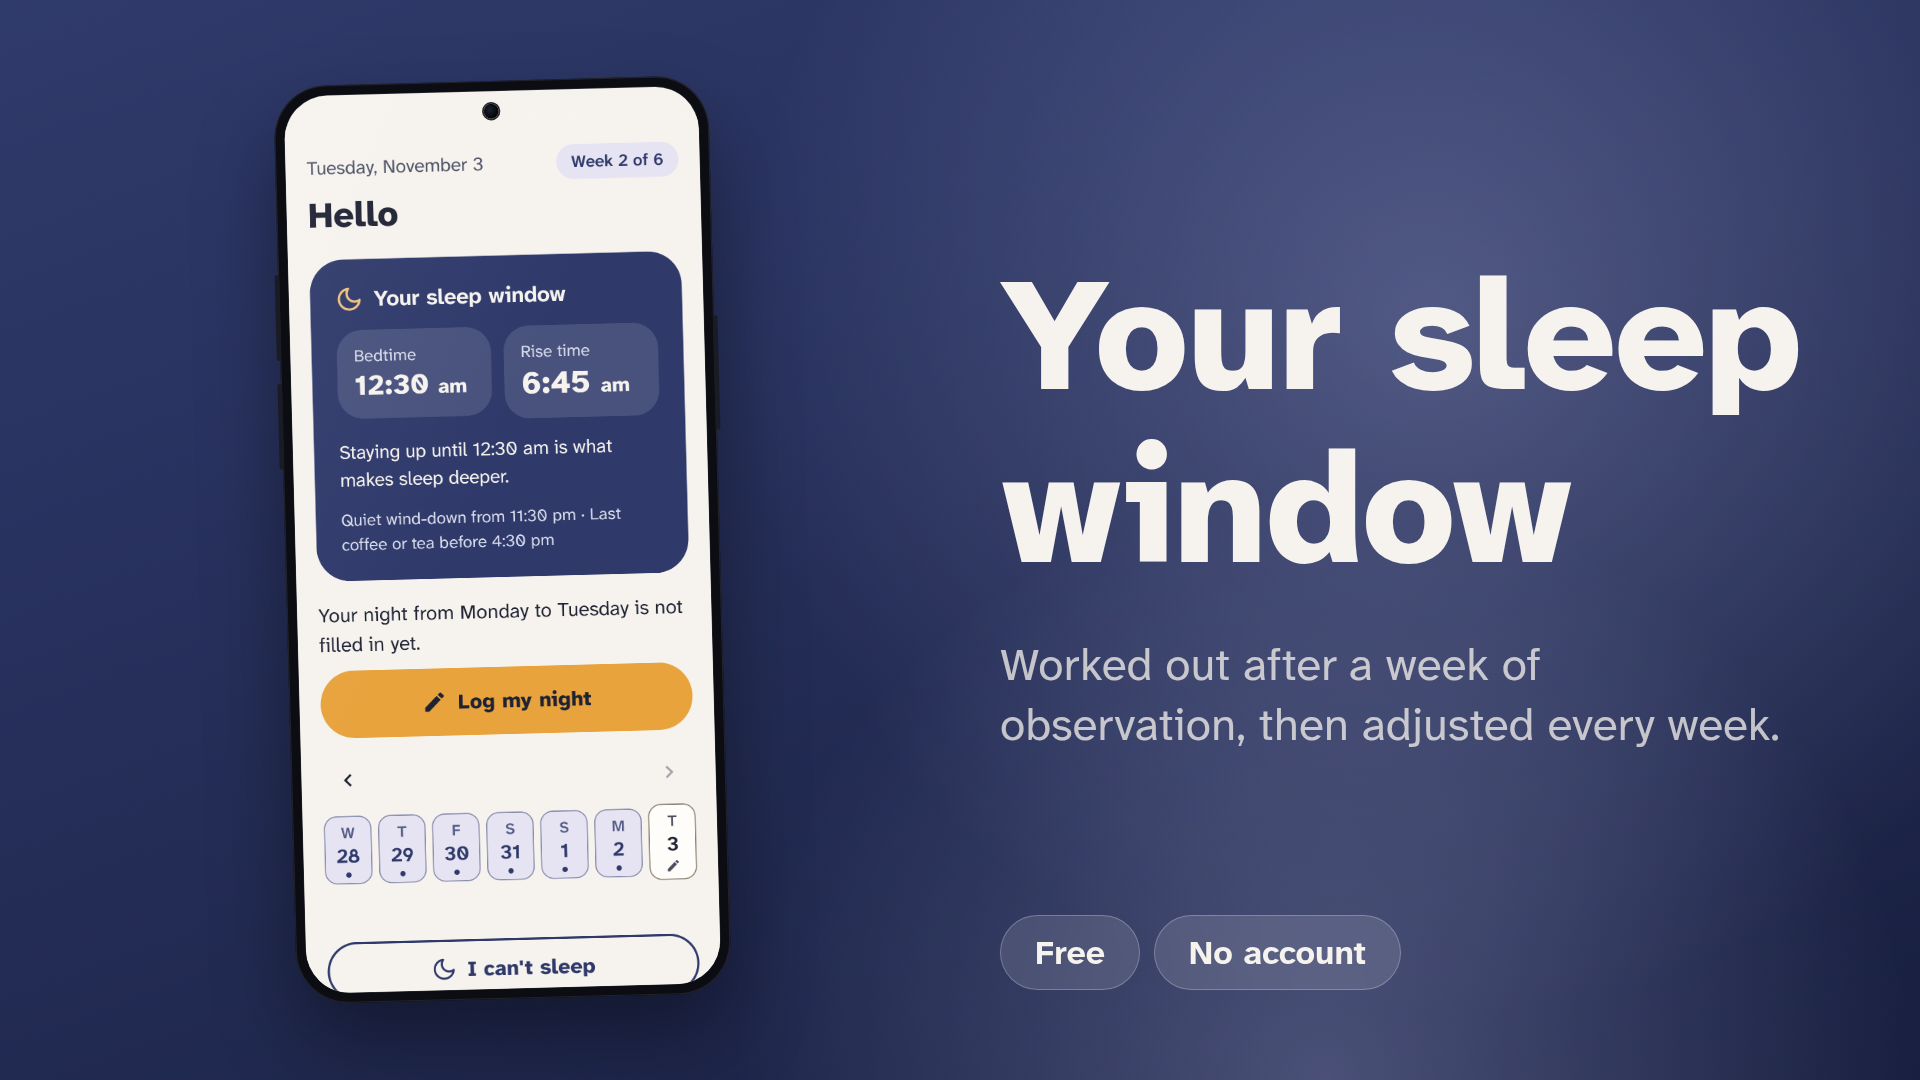 Tuesday, November 3
Week 2 of 6
Hello
Your sleep window
Bedtime
12:30 am
Rise time
6:45 am
Staying up until 12:30 am is what
makes sleep deeper.
Quiet wind-down from 11:30 pm · Last
coffee or tea before 4:30 pm
Your night from Monday to Tuesday is not
filled in yet.
Log my night
W T F S S M T
28 29 30 31 1 2 3
I can't sleep
Your sleep
window
Worked out after a week of
observation, then adjusted every week.
Free
No account